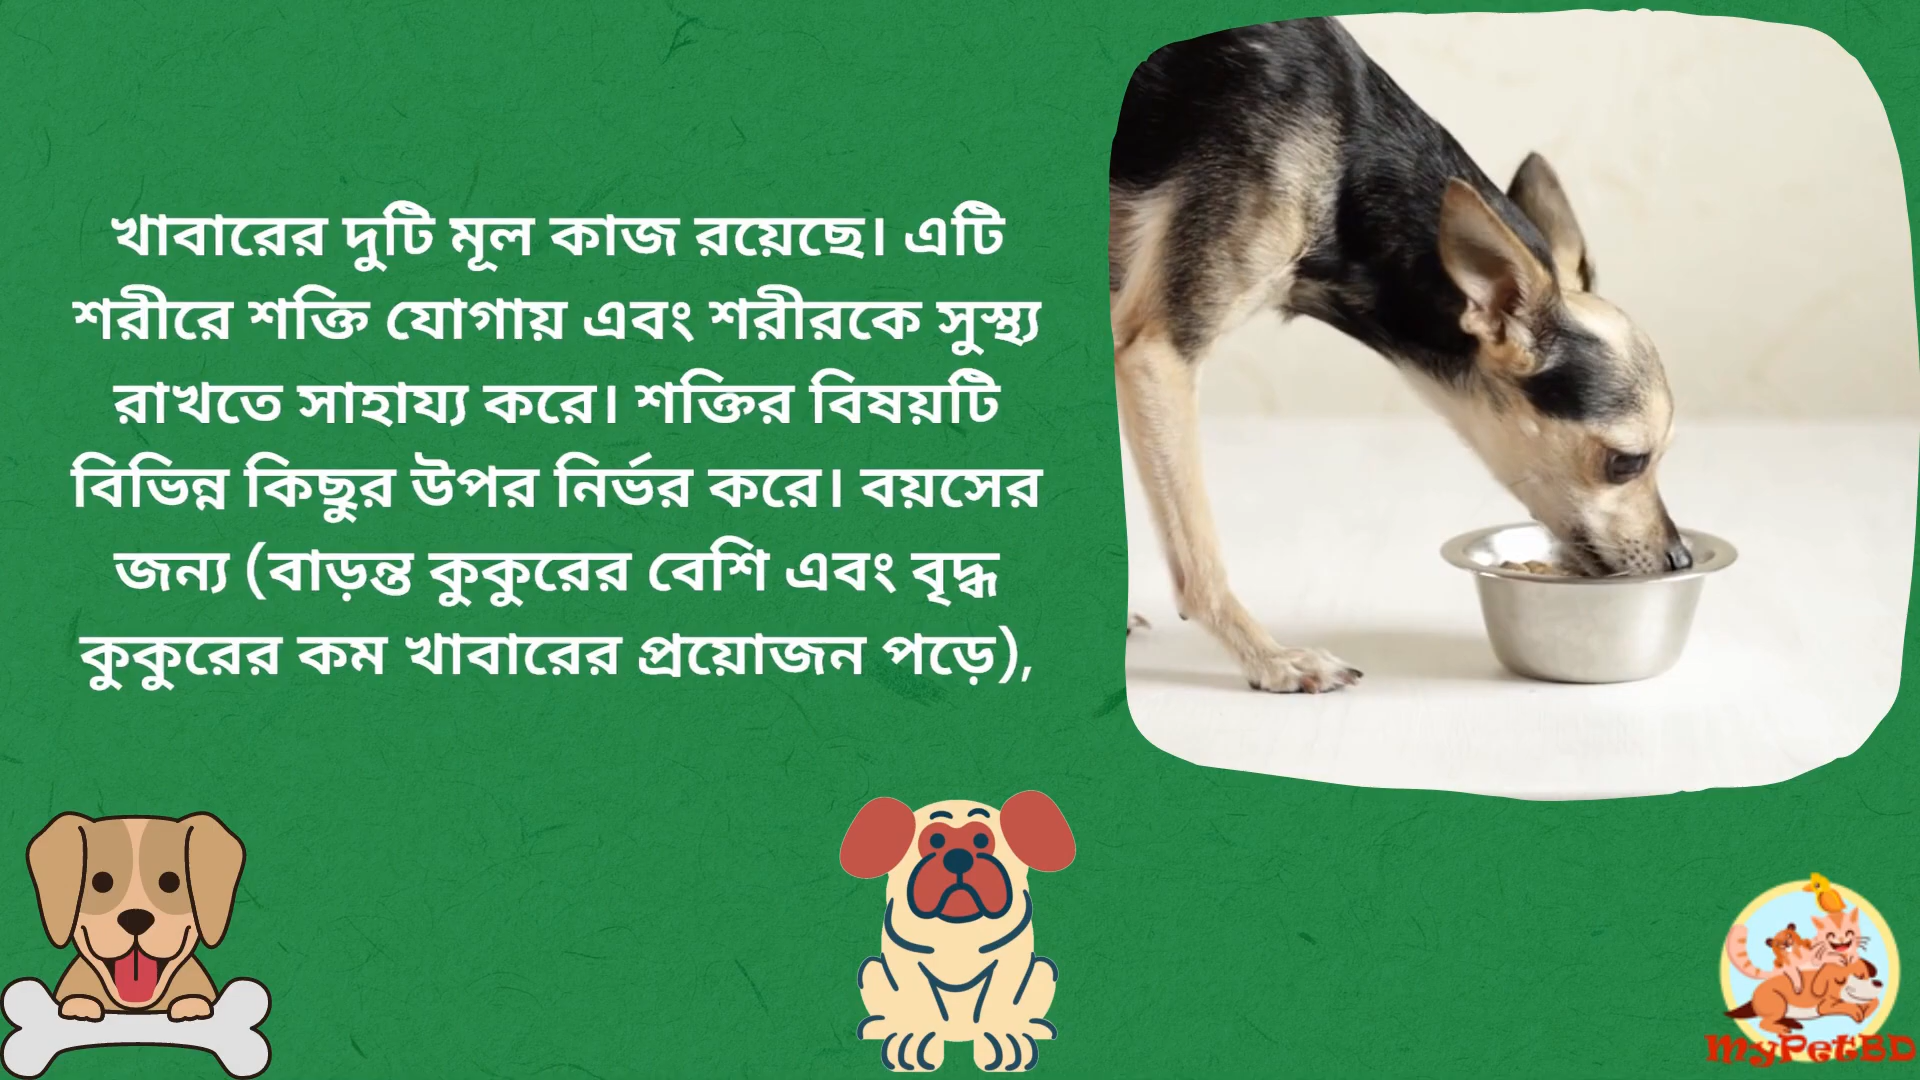 খাবারের দুটি মূল কাজ রয়েছে। এটি
শরীরে শক্তি যোগায় এবং শরীরকে সুস্থ্য
রাখতে সাহায্য করে। শক্তির বিষয়টি
বিভিন্ন কিছুর উপর নির্ভর করে। বয়সের
জন্য (বাড়ন্ত কুকুরের বেশি এবং বৃদ্ধ
কুকুরের কম খাবারের প্রয়োজন পড়ে),
MyPetBD